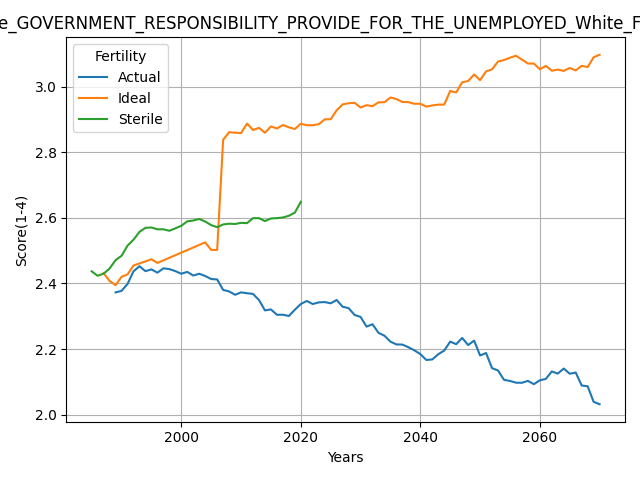 e_GOVERNMENT_RESPONSIBILITY_PROVIDE_FOR_THE_UNEMPLOYED_White_F
Fertility
Actual
Ideal
Sterile
Score(1-4)
3.0
2.8
2.6
2.4
2.2
2.0
2000
2020
2040
2060
Years